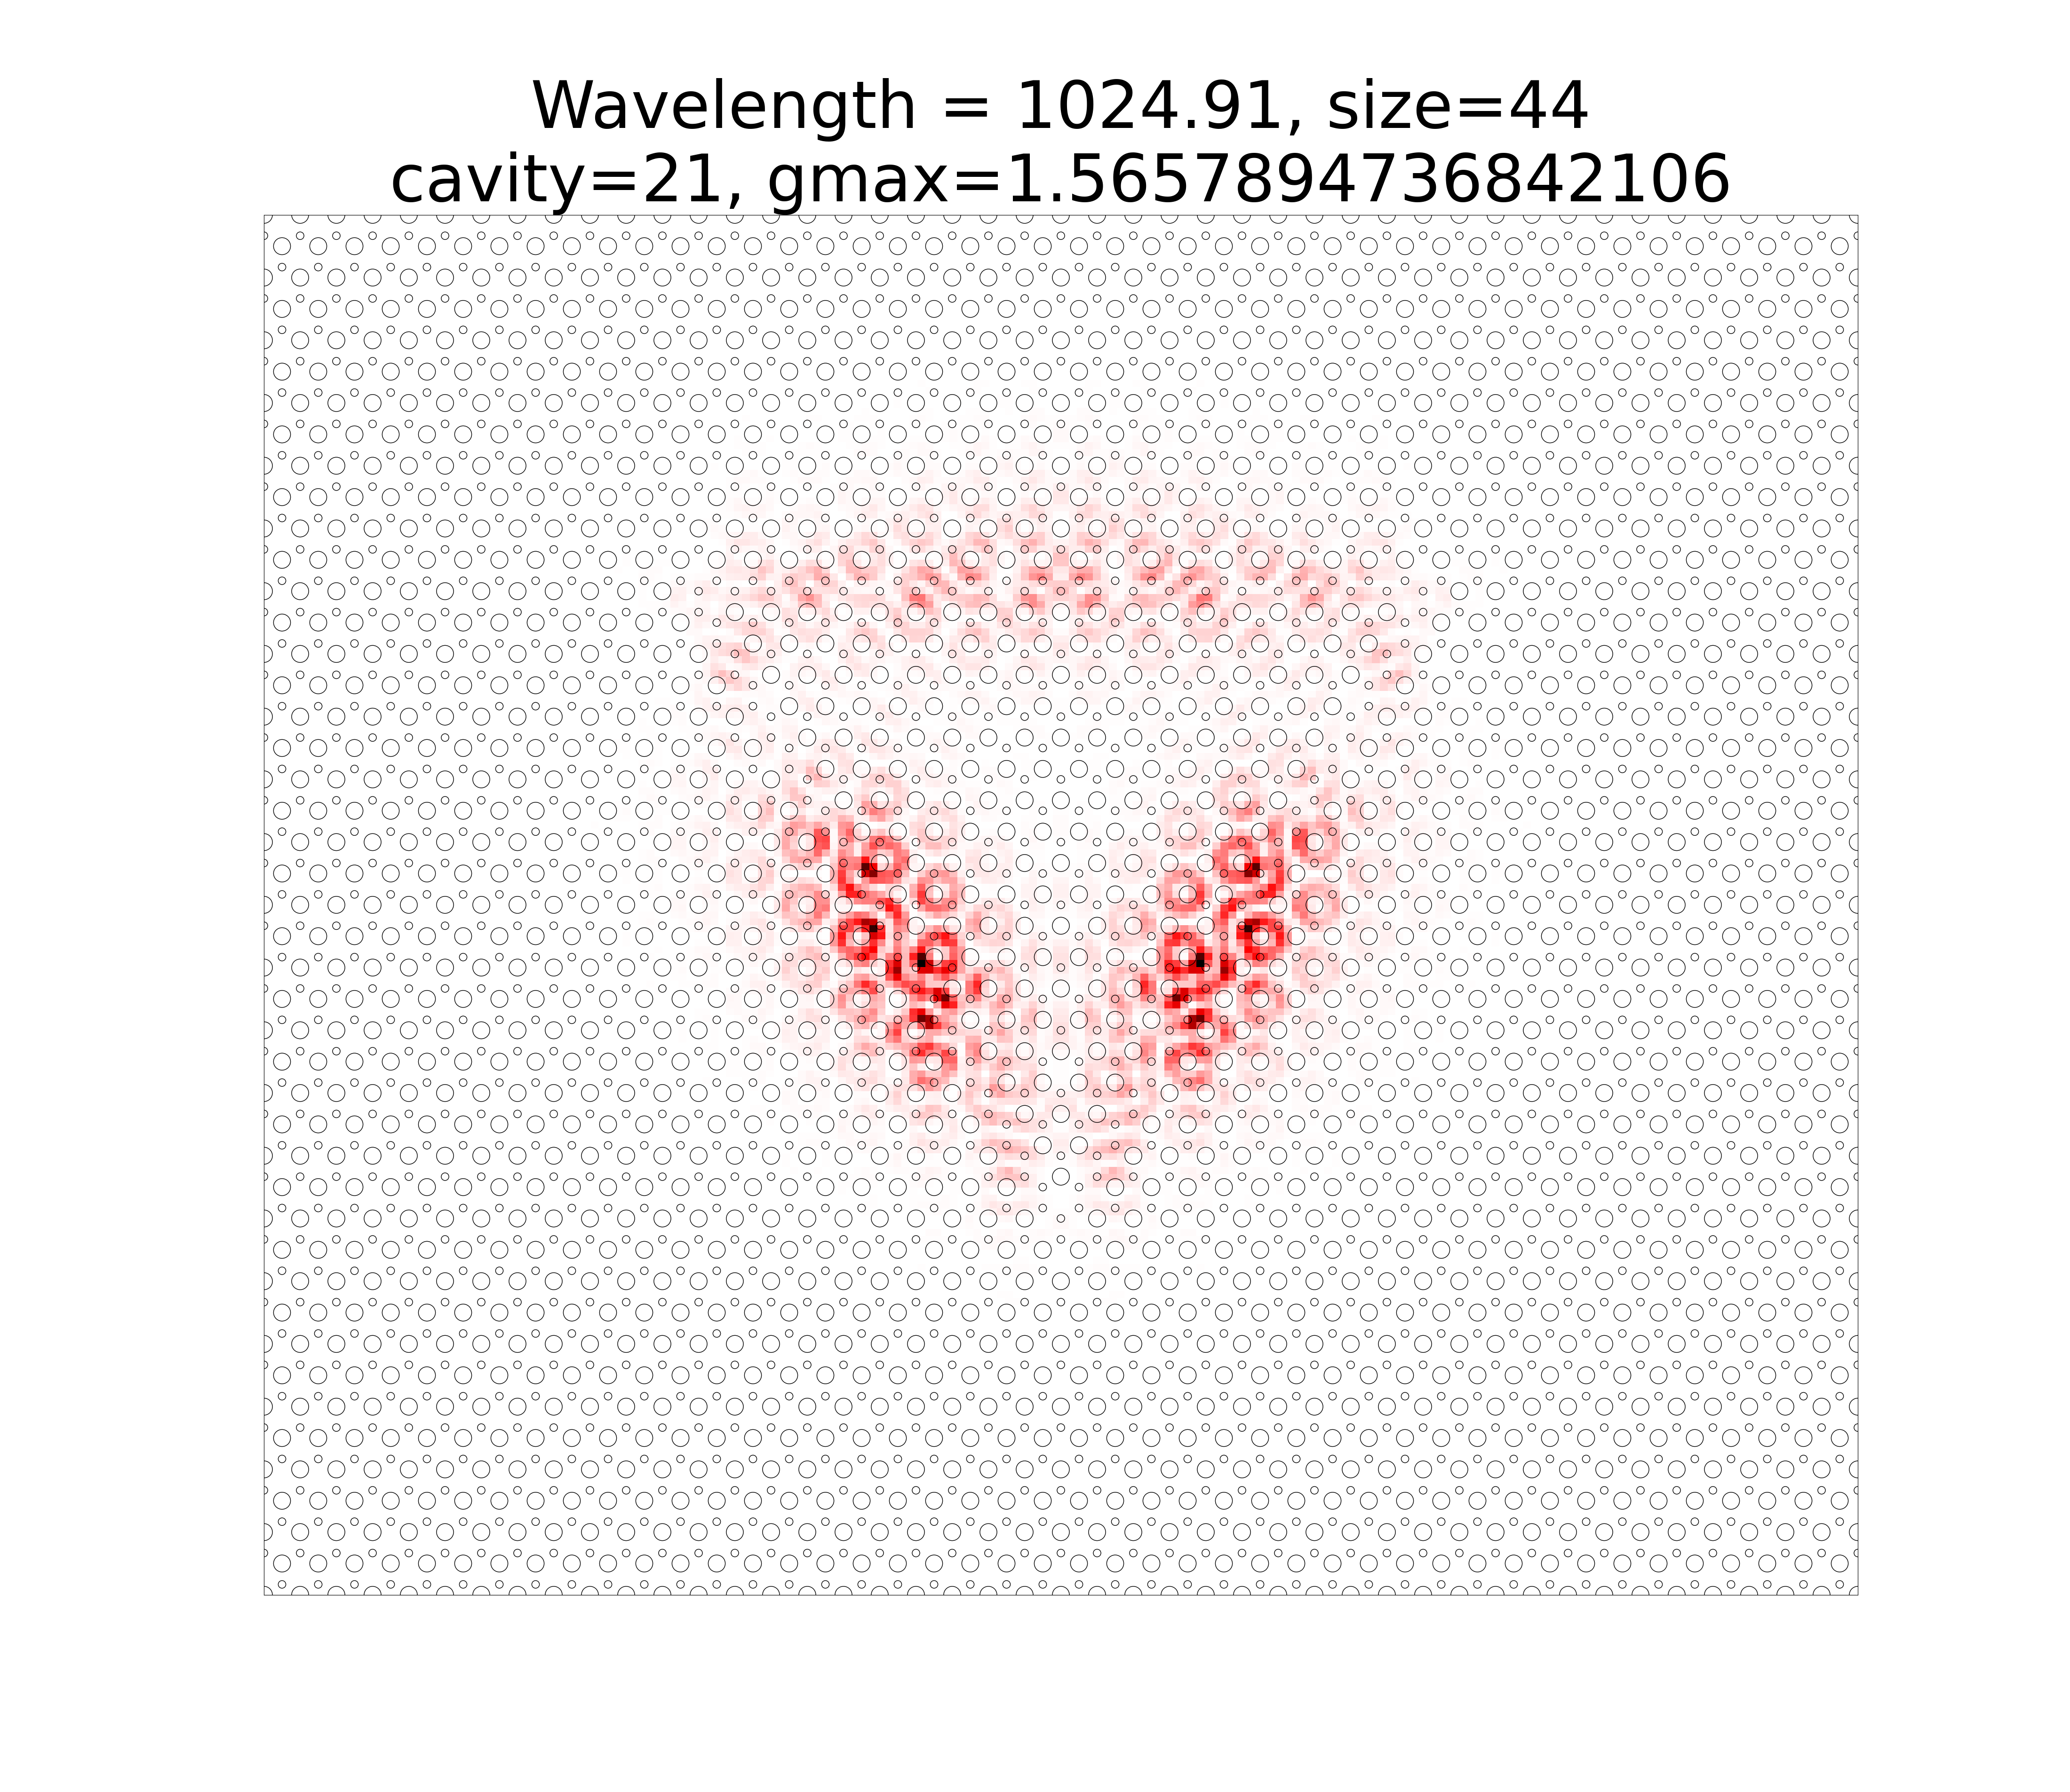 Wavelength = 1024.91, size=44
cavity=21, gmax=1.5657894736842106